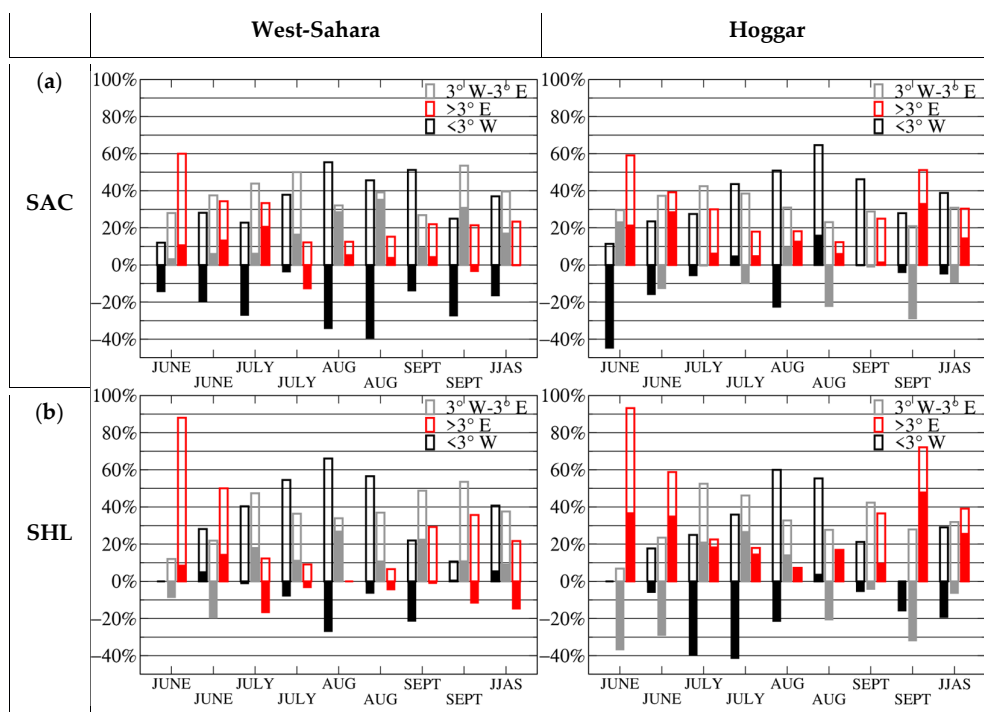 West-Sahara Hoggar
(a)
SAC
100%
80%
60%
40%
20%
0%
−20%
−40%
3° W-3° E
>3° E
<3° W
JUNE JUNE JULY JULY AUG AUG SEPT SEPT JJAS
100%
80%
60%
40%
20%
0%
−20%
−40%
3° W-3° E
>3° E
<3° W
JUNE JUNE JULY JULY AUG AUG SEPT SEPT JJAS
(b)
SHL
100%
80%
60%
40%
20%
0%
−20%
−40%
3° W-3° E
>3° E
<3° W
JUNE JUNE JULY JULY AUG AUG SEPT SEPT JJAS
100%
80%
60%
40%
20%
0%
−20%
−40%
3° W-3° E
>3° E
<3° W
JUNE JUNE JULY JULY AUG AUG SEPT SEPT JJAS